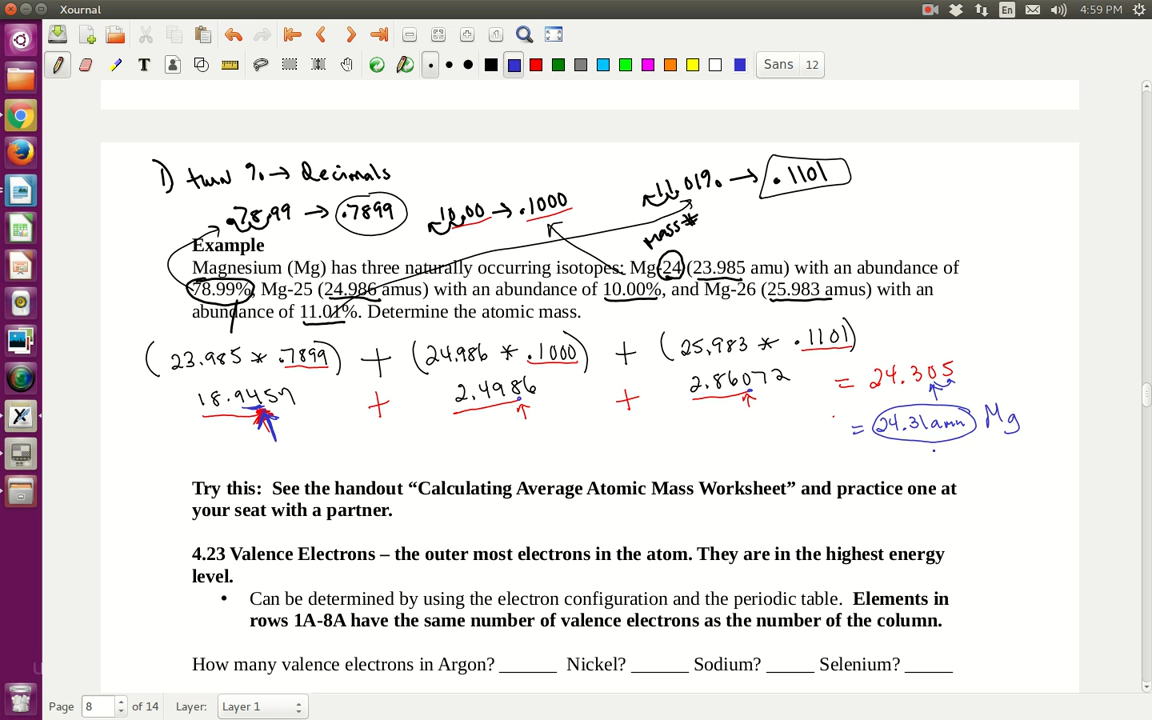 Xournal
En
4:59 PM
Sans 12
1) turn % → Decimals
78.99 → .7899
10.00 → .1000
11.01% → .1101
mass #
Example
Magnesium (Mg) has three naturally occurring isotopes: Mg-24 (23.985 amu) with an abundance of
78.99%, Mg-25 (24.986 amus) with an abundance of 10.00%, and Mg-26 (25.983 amus) with an
abundance of 11.01%. Determine the atomic mass.
(23.985 * .7899) + (24.986 * .1000) + (25.983 * .1101)
+ 2.4986 + 2.86072 = 24.305
= 24.31amu Mg
Try this: See the handout “Calculating Average Atomic Mass Worksheet” and practice one at
your seat with a partner.
4.23 Valence Electrons – the outer most electrons in the atom. They are in the highest energy
level.
• Can be determined by using the electron configuration and the periodic table. Elements in
rows 1A-8A have the same number of valence electrons as the number of the column.
How many valence electrons in Argon? ______ Nickel? ______ Sodium? _____ Selenium? _____
Page 8 of 14 Layer: Layer 1